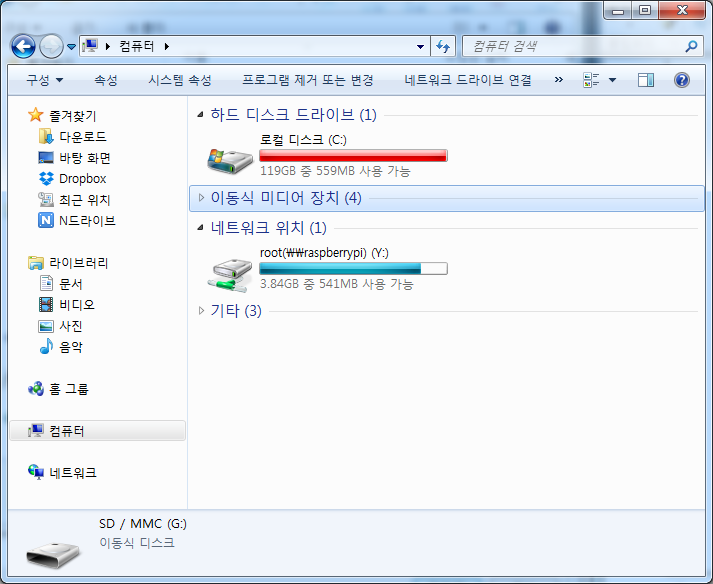 컴퓨터
컴퓨터 검색
구성 속성 시스템 속성 프로그램 제거 또는 변경 네트워크 드라이브 연결 »
즐겨찾기
다운로드
바탕 화면
Dropbox
최근 위치
N드라이브
라이브러리
문서
비디오
사진
음악
홈 그룹
컴퓨터
네트워크
하드 디스크 드라이브 (1)
로컬 디스크 (C:)
119GB 중 559MB 사용 가능
이동식 미디어 장치 (4)
네트워크 위치 (1)
root(₩₩raspberrypi) (Y:)
3.84GB 중 541MB 사용 가능
기타 (3)
SD / MMC (G:)
이동식 디스크